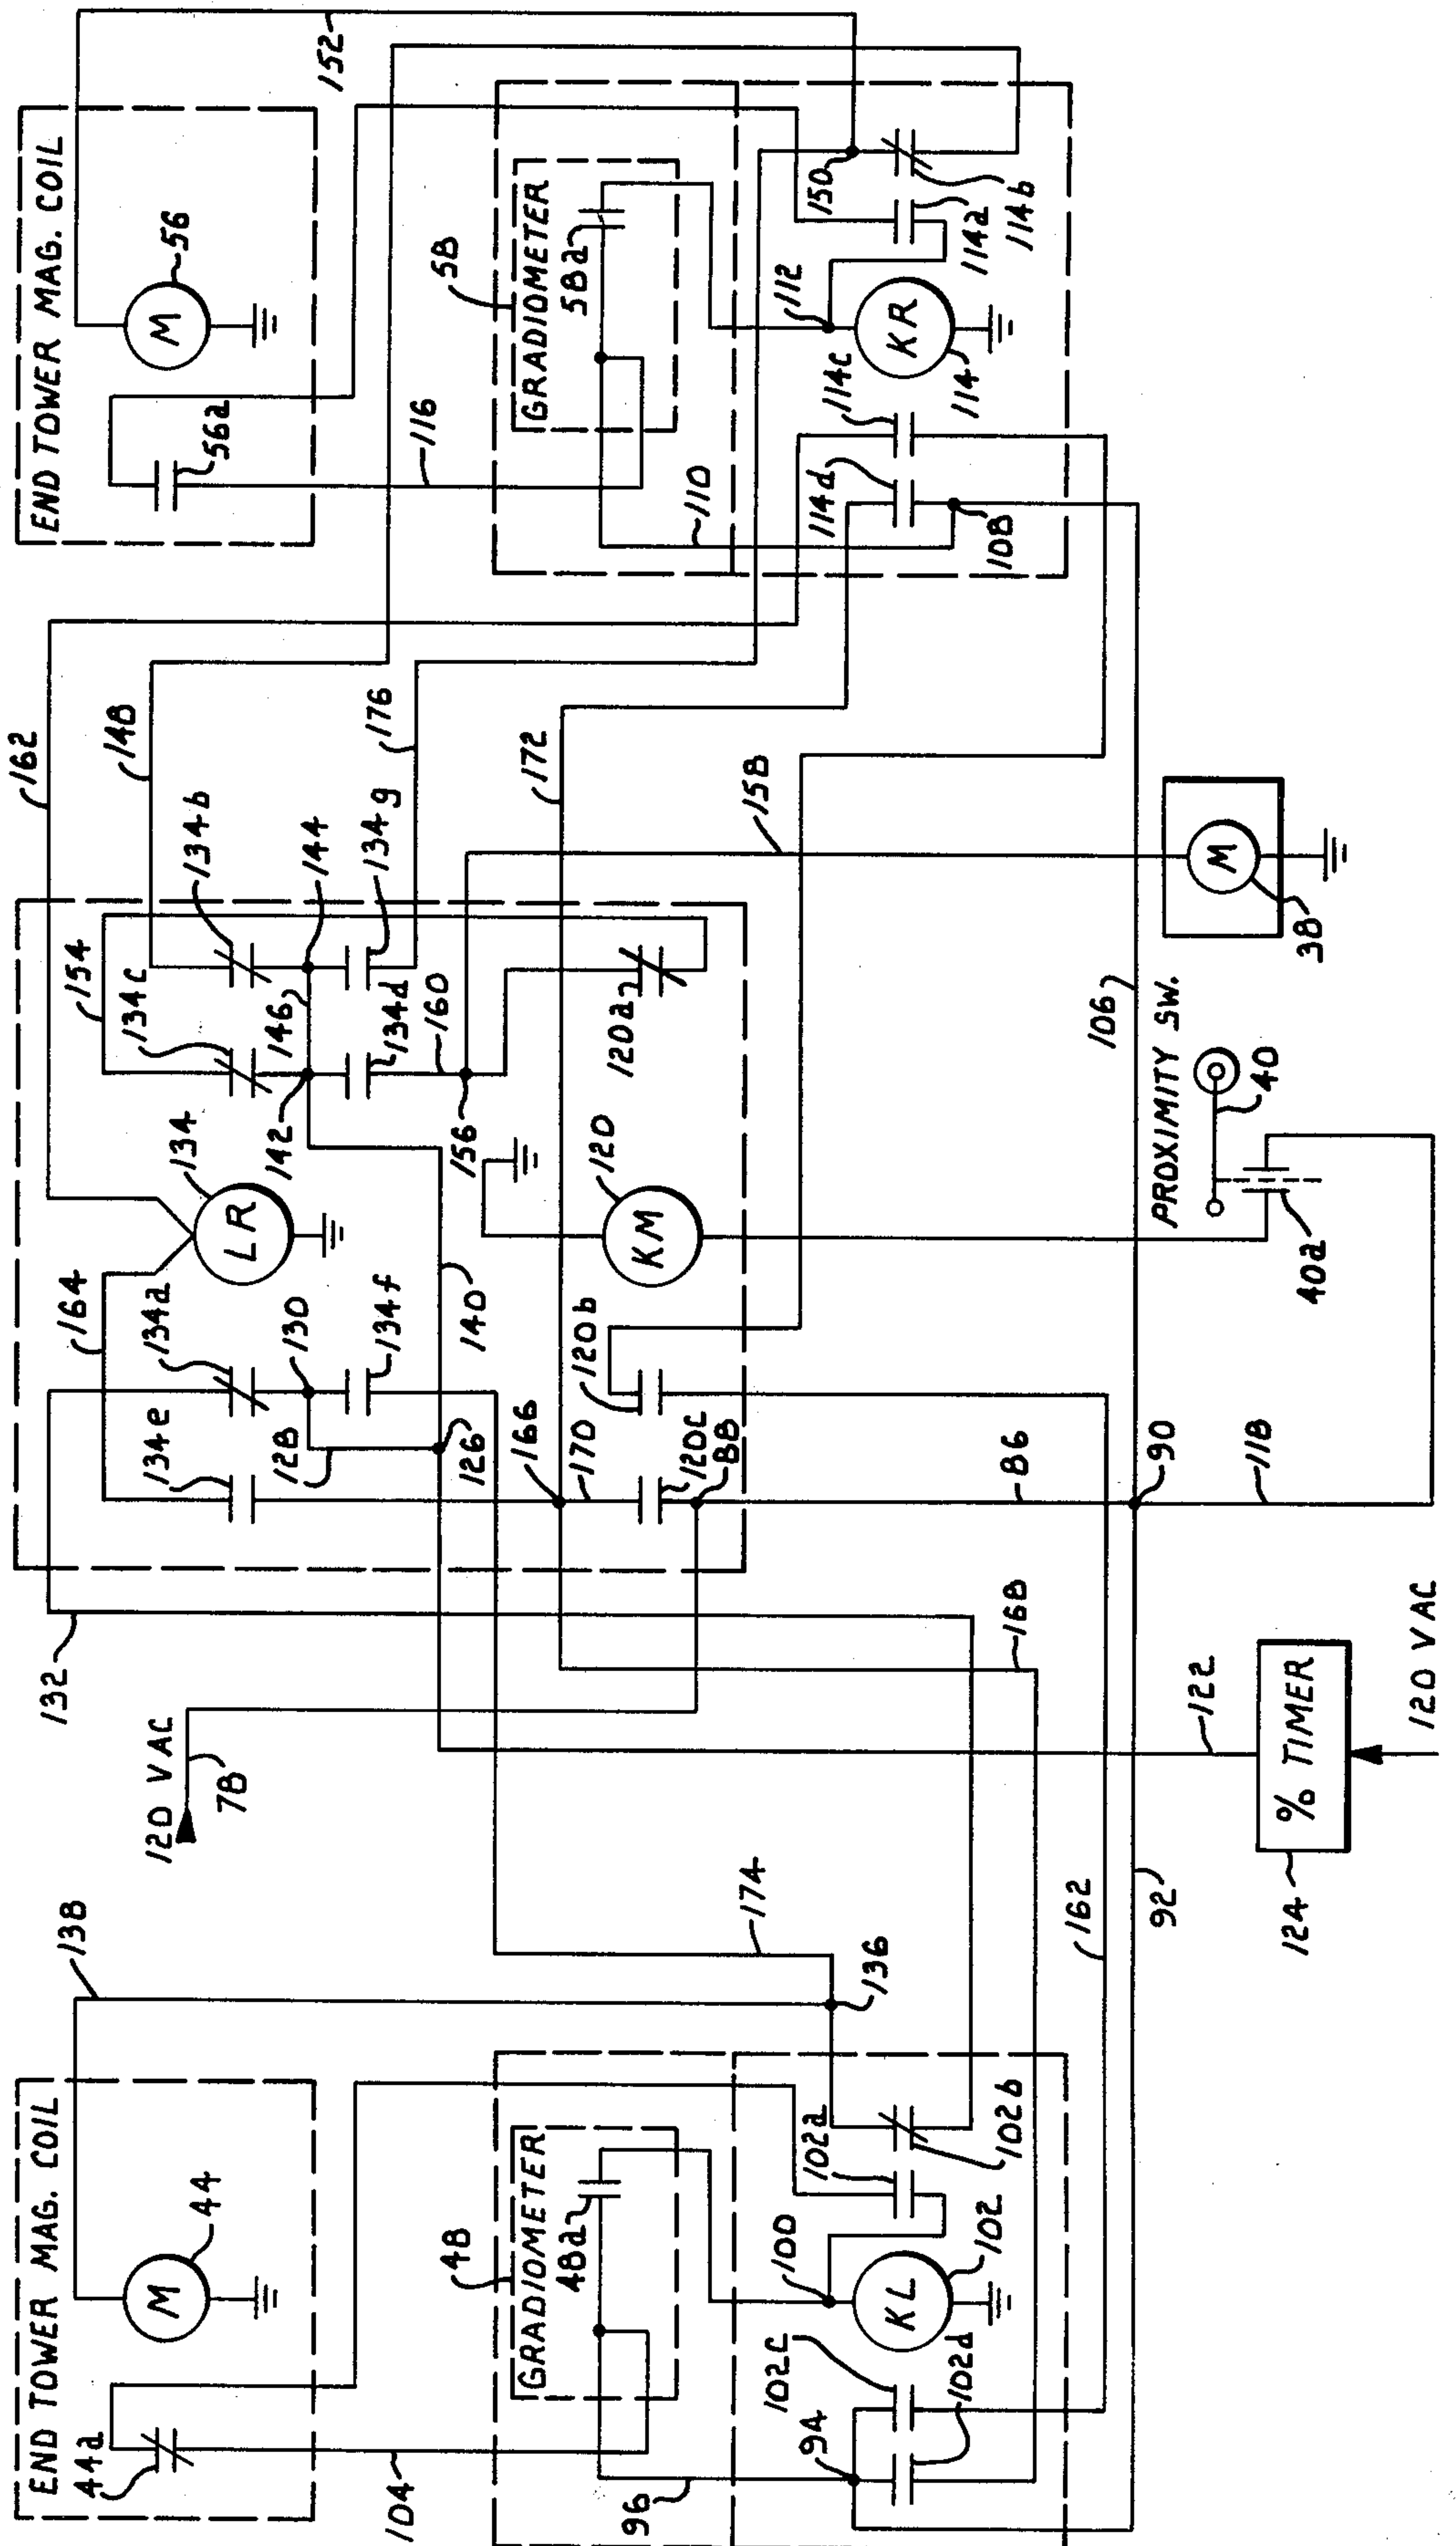 END TOWER MAG. COIL
44a
M
44
104
138
120 VAC
78
132
164
134e
134a
LR
134
134c
154
134b
162
148
END TOWER MAG. COIL
56a
M
56
152
128
130
134f
142
146
144
134d
134g
126
140
156
160
176
116
174
48
GRADIOMETER
48a
166
170
120b
120c
88
KM
120
120a
172
158
58
GRADIOMETER
58a
110
96
94
102c
102d
100
KL
102
102a
102b
136
168
162
92
86
90
118
106
108
114d
114c
KR
114
112
114a
114b
150
122
124
% TIMER
120 VAC
PROXIMITY SW.
40
40a
M
38